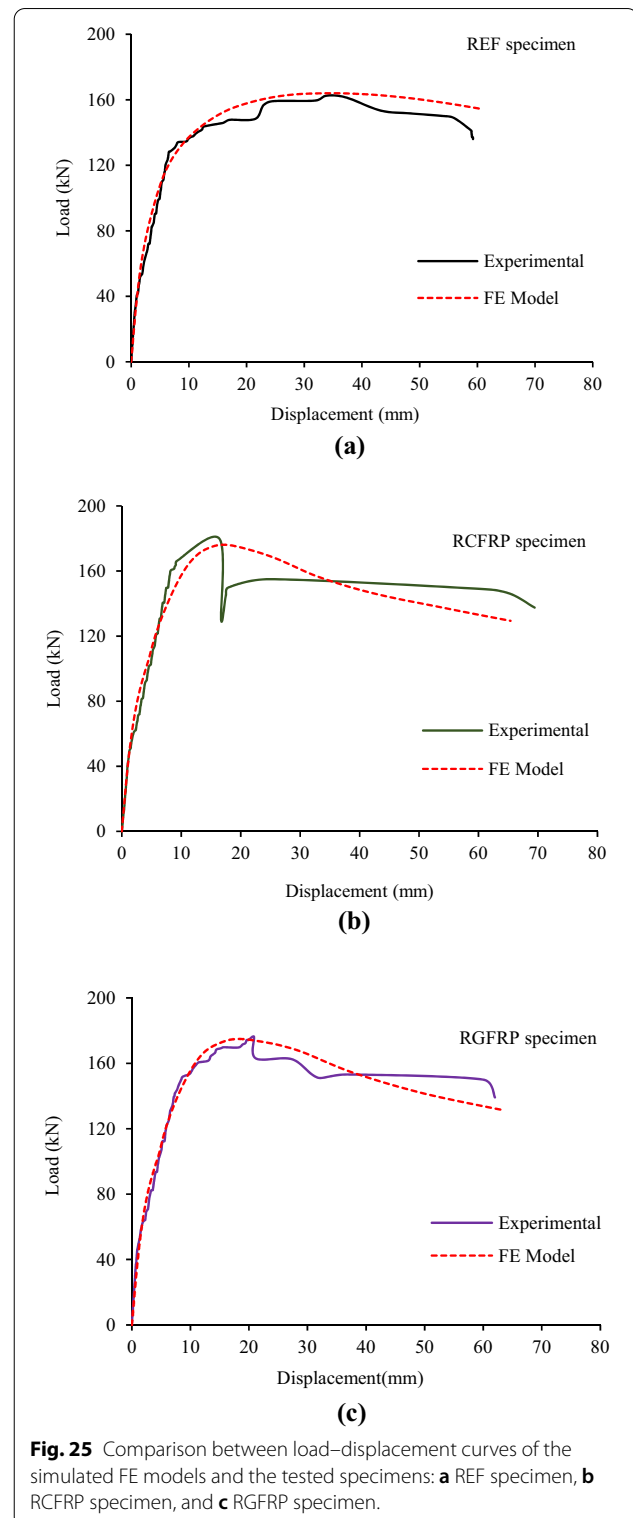 200
REF specimen
160
120
Load (kN)
80
Experimental
40
FE Model
0
0 10 20 30 40 50 60 70 80
Displacement (mm)
(a)
200
RCFRP specimen
160
120
Load (kN)
80
Experimental
40
FE Model
0
0 10 20 30 40 50 60 70 80
Displacement (mm)
(b)
200
RGFRP specimen
160
120
Load (kN)
80
Experimental
40
FE Model
0
0 10 20 30 40 50 60 70 80
Displacement(mm)
(c)
Fig. 25 Comparison between load–displacement curves of the
simulated FE models and the tested specimens: a REF specimen, b
RCFRP specimen, and c RGFRP specimen.